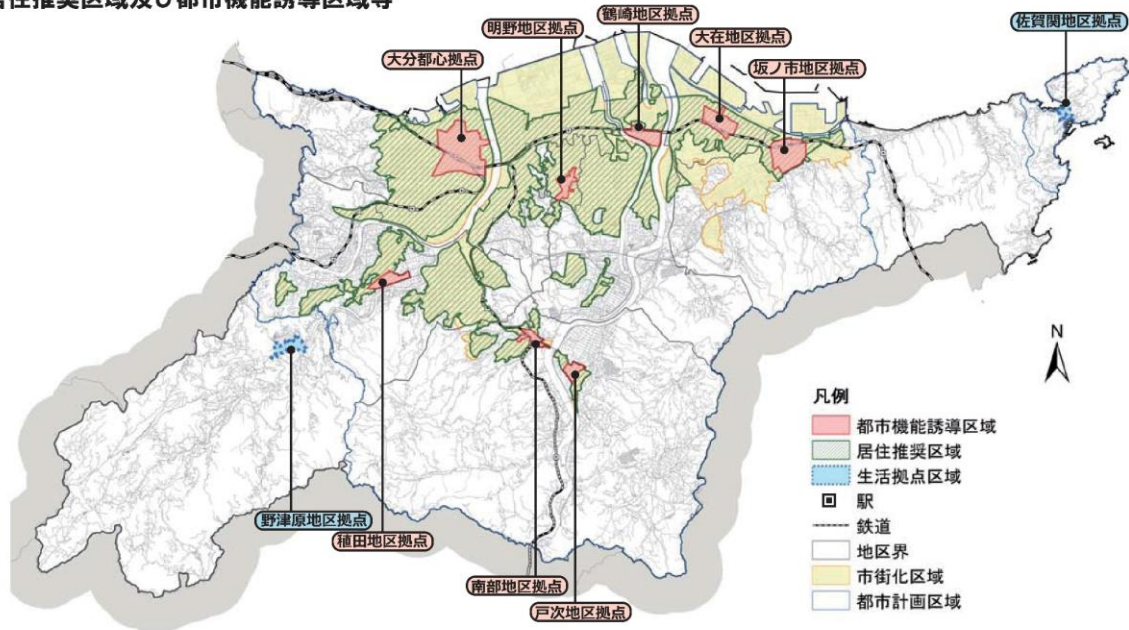 居住推奨区域及び都市機能誘導区域等
鶴崎地区拠点
明野地区拠点
大在地区拠点
佐賀関地区拠点
大分都心拠点
坂ノ市地区拠点
N
凡例
都市機能誘導区域
居住推奨区域
生活拠点区域
駅
鉄道
地区界
市街化区域
都市計画区域
野津原地区拠点
稙田地区拠点
南部地区拠点
戸次地区拠点